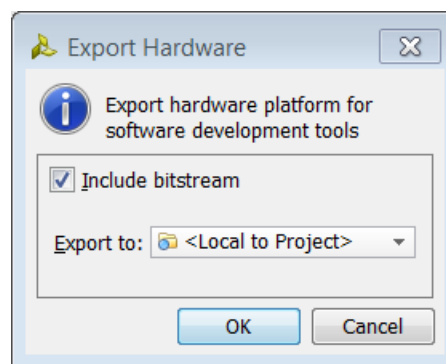 Export Hardware
Export hardware platform for
software development tools
Include bitstream
Export to: <Local to Project>
OK Cancel